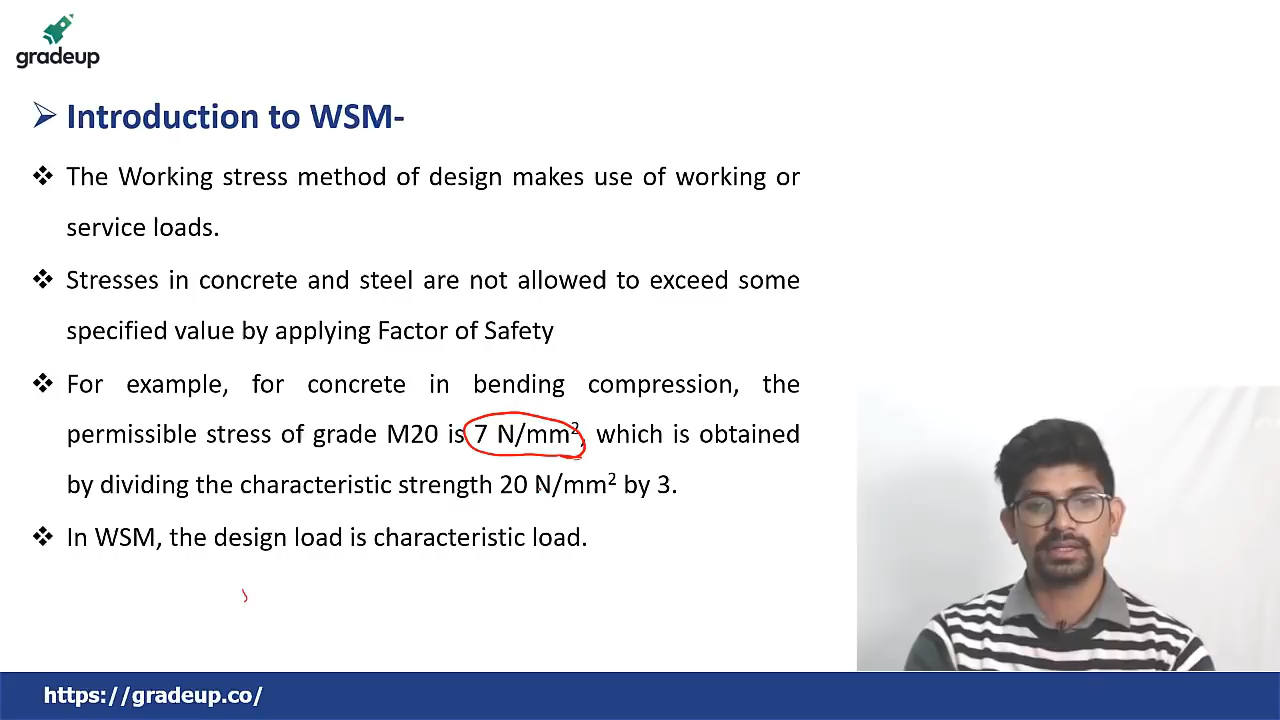 gradeup
Introduction to WSM-
The Working stress method of design makes use of working or
service loads.
Stresses in concrete and steel are not allowed to exceed some
specified value by applying Factor of Safety
For example, for concrete in bending compression, the
permissible stress of grade M20 is 7 N/mm², which is obtained
by dividing the characteristic strength 20 N/mm² by 3.
In WSM, the design load is characteristic load.
https://gradeup.co/